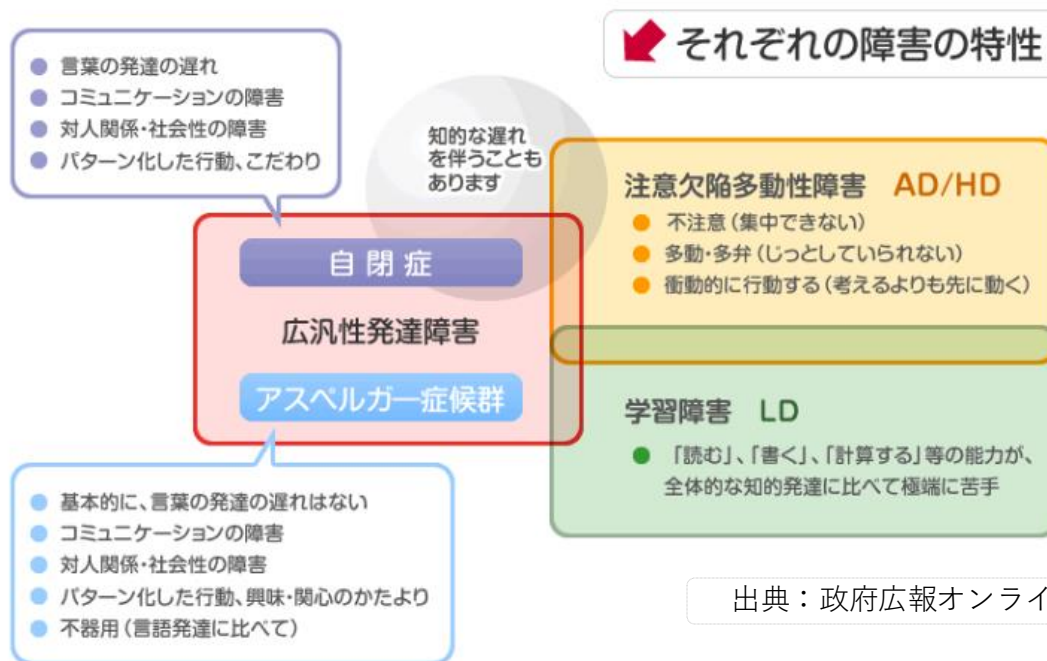 それぞれの障害の特性
● 言葉の発達の遅れ
● コミュニケーションの障害
● 対人関係・社会性の障害
● パターン化した行動、こだわり
知的な遅れ
を伴うことも
あります
自閉症
広汎性発達障害
アスペルガー症候群
● 基本的に、言葉の発達の遅れはない
● コミュニケーションの障害
● 対人関係・社会性の障害
● パターン化した行動、興味・関心のかたより
● 不器用(言語発達に比べて)
注意欠陥多動性障害 AD/HD
● 不注意(集中できない)
● 多動・多弁(じっとしていられない)
● 衝動的に行動する(考えるよりも先に動く)
学習障害 LD
● 「読む」、「書く」、「計算する」等の能力が、
全体的な知的発達に比べて極端に苦手
出典:政府広報オンライ